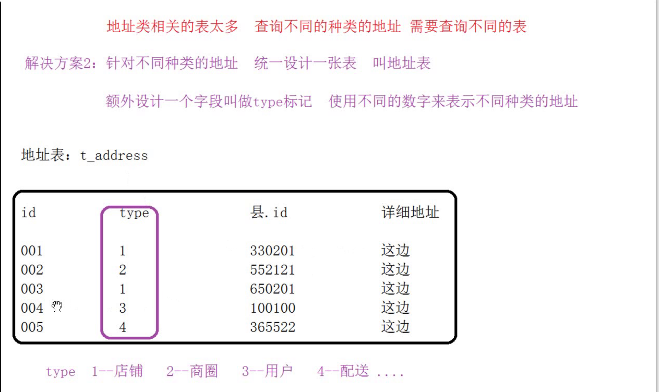 地址类相关的表太多 查询不同的种类的地址 需要查询不同的表
解决方案2: 针对不同种类的地址 统一设计一张表 叫地址表
额外设计一个字段叫做type标记 使用不同的数字来表示不同种类的地址
地址表: t_address
id type 县.id 详细地址
001 1 330201 这边
002 2 552121 这边
003 1 650201 这边
004 3 100100 这边
005 4 365522 这边
type 1--店铺 2--商圈 3--用户 4--配送 ....